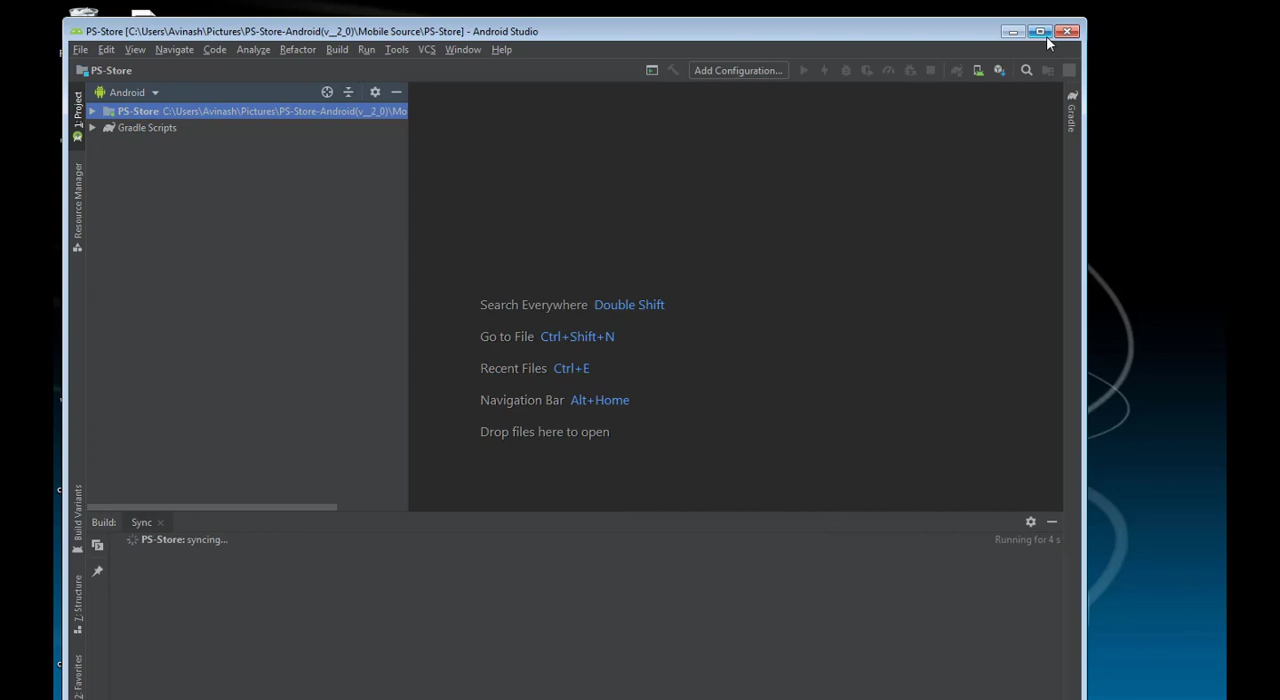 PS-Store [C:\Users\Avinash\Pictures\PS-Store-Android(v__2_0)\Mobile Source\PS-Store] - Android Studio
File Edit View Navigate Code Analyze Refactor Build Run Tools VCS Window Help
PS-Store
Add Configuration...
Android
1: Project
PS-Store C:\Users\Avinash\Pictures\PS-Store-Android(v__2_0)\Mo
Gradle Scripts
Gradle
Resource Manager
Search Everywhere Double Shift
Go to File Ctrl+Shift+N
Recent Files Ctrl+E
Navigation Bar Alt+Home
Drop files here to open
Build Variants
Build: Sync
PS-Store: syncing... Running for 4 s
7: Structure
2: Favorites